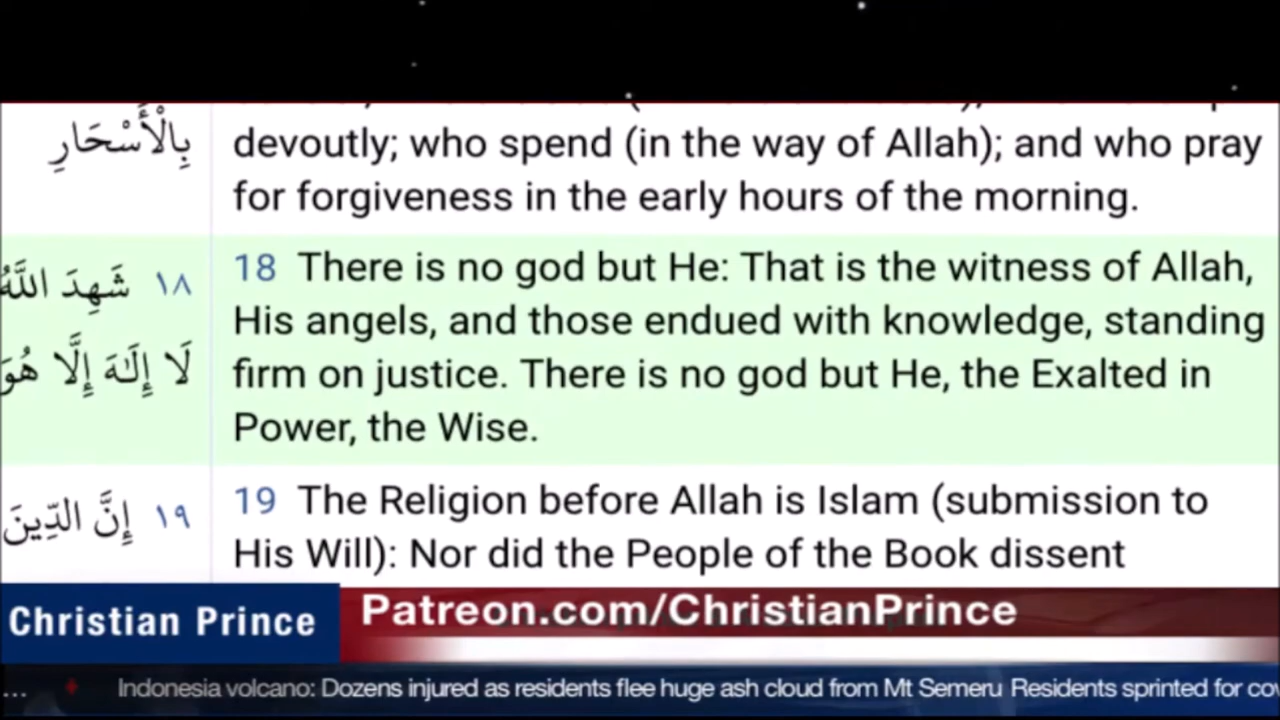 بِالْأَسْحَارِ
devoutly; who spend (in the way of Allah); and who pray
for forgiveness in the early hours of the morning.
١٨ شَهِدَ اللَّهُ
لَا إِلَٰهَ إِلَّا هُوَ
18 There is no god but He: That is the witness of Allah,
His angels, and those endued with knowledge, standing
firm on justice. There is no god but He, the Exalted in
Power, the Wise.
١٩ إِنَّ الدِّينَ
19 The Religion before Allah is Islam (submission to
His Will): Nor did the People of the Book dissent
Christian Prince
Patreon.com/ChristianPrince
... Indonesia volcano: Dozens injured as residents flee huge ash cloud from Mt Semeru Residents sprinted for